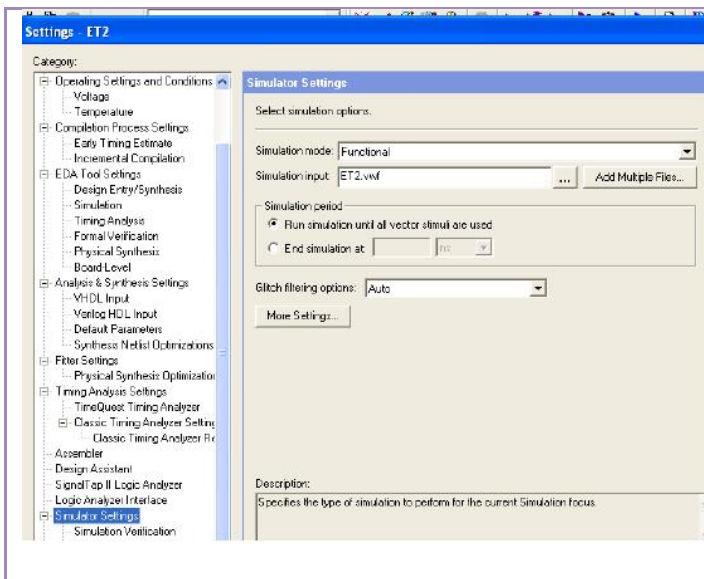 Settings - ET2
Category:
Operating Settings and Conditions
Voltage
Temperature
Compilation Process Settings
Early Timing Estimate
Incremental Compilation
EDA Tool Settings
Design Entry/Synthesis
Simulation
Timing Analysis
Formal Verification
Physical Synthesis
Board-Level
Analysis & Synthesis Settings
VHDL Input
Verilog HDL Input
Default Parameters
Synthesis Netlist Optimizations
Fitter Settings
Physical Synthesis Optimization
Timing Analysis Settings
TimeQuest Timing Analyzer
Classic Timing Analyzer Setting
Classic Timing Analyzer Re
Assembler
Design Assistant
SignalTap II Logic Analyzer
Logic Analyzer Interface
Simulator Settings
Simulation Verification
Simulator Settings
Select simulation options.
Simulation mode: Functional
Simulation input: ET2.vwf ... Add Multiple Files...
Simulation period
Run simulation until all vector stimuli are used
End simulation at: ns
Glitch filtering options: Auto
More Settings...
Description:
Specifies the type of simulation to perform for the current Simulation focus.